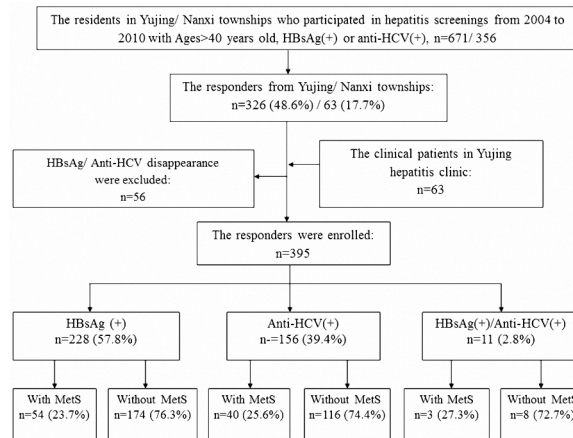 The residents in Yujing/ Nanxi townships who participated in hepatitis screenings from 2004 to
2010 with Ages>40 years old, HBsAg(+) or anti-HCV(+), n=671/ 356
The responders from Yujing/ Nanxi townships:
n=326 (48.6%) / 63 (17.7%)
HBsAg/ Anti-HCV disappearance
were excluded:
n=56
The clinical patients in Yujing
hepatitis clinic:
n=63
The responders were enrolled:
n=395
HBsAg (+)
n=228 (57.8%)
Anti-HCV(+)
n-=156 (39.4%)
HBsAg(+)/Anti-HCV(+)
n=11 (2.8%)
With MetS
n=54 (23.7%)
Without MetS
n=174 (76.3%)
With MetS
n=40 (25.6%)
Without MetS
n=116 (74.4%)
With MetS
n=3 (27.3%)
Without MetS
n=8 (72.7%)